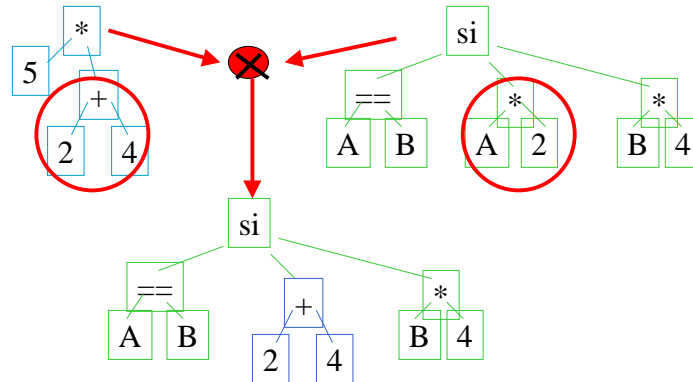 * si
5 + == * *
2 4 A B A 2 B 4
si
== + *
A B 2 4 B 4